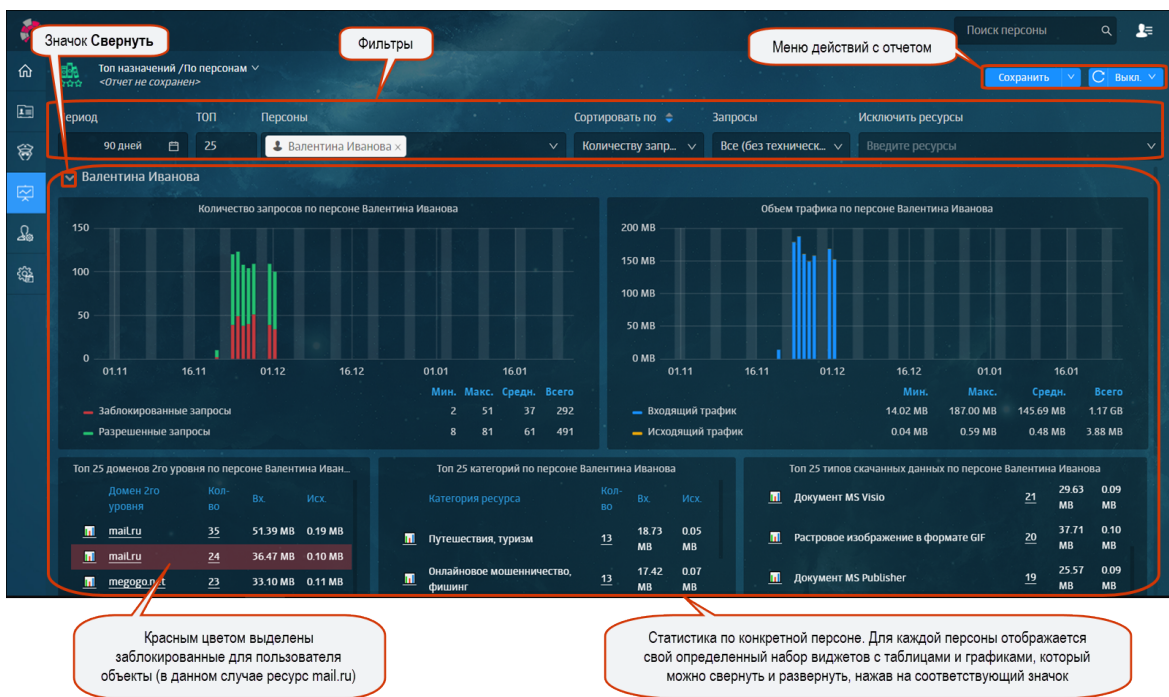 Поиск персоны
Значок Свернуть
Фильтры
Меню действий с отчетом
Топ назначений /По персонам
<Отчет не сохранен>
Сохранить
Выкл.
ериод
ТОП
Персоны
Сортировать по
Запросы
Исключить ресурсы
90 дней
25
Валентина Иванова ×
Количеству запр...
Все (без техническ...
Введите ресурсы
Валентина Иванова
Количество запросов по персоне Валентина Иванова
150
100
50
0
01.11 16.11 01.12 16.12 01.01 16.01
Мин. Макс. Средн. Всего
Заблокированные запросы 2 51 37 292
Разрешенные запросы 8 81 61 491
Объем трафика по персоне Валентина Иванова
200 MB
150 MB
100 MB
50 MB
0 MB
01.11 16.11 01.12 16.12 01.01 16.01
Мин. Макс. Средн. Всего
Входящий трафик 14.02 MB 187.00 MB 145.69 MB 1.17 GB
Исходящий трафик 0.04 MB 0.59 MB 0.48 MB 3.88 MB
Топ 25 доменов 2го уровня по персоне Валентина Иван...
Домен 2го
уровня
Кол-
во
Вх.
Исх.
mail.ru 35 51.39 MB 0.19 MB
mail.ru 24 36.47 MB 0.10 MB
megogo.net 23 33.10 MB 0.11 MB
Топ 25 категорий по персоне Валентина Иванова
Категория ресурса
Кол-
во
Вх.
Исх.
Путешествия, туризм
13
18.73
MB
0.05
MB
Онлайновое мошенничество,
фишинг
13
17.42
MB
0.07
MB
Топ 25 типов скачанных данных по персоне Валентина Иванова
Документ MS Visio
21
29.63
MB
0.09
MB
Растровое изображение в формате GIF
20
37.71
MB
0.10
MB
Документ MS Publisher
19
25.57
MB
0.09
MB
Красным цветом выделены
заблокированные для пользователя
объекты (в данном случае ресурс mail.ru)
Статистика по конкретной персоне. Для каждой персоны отображается
свой определенный набор виджетов с таблицами и графиками, который
можно свернуть и развернуть, нажав на соответствующий значок